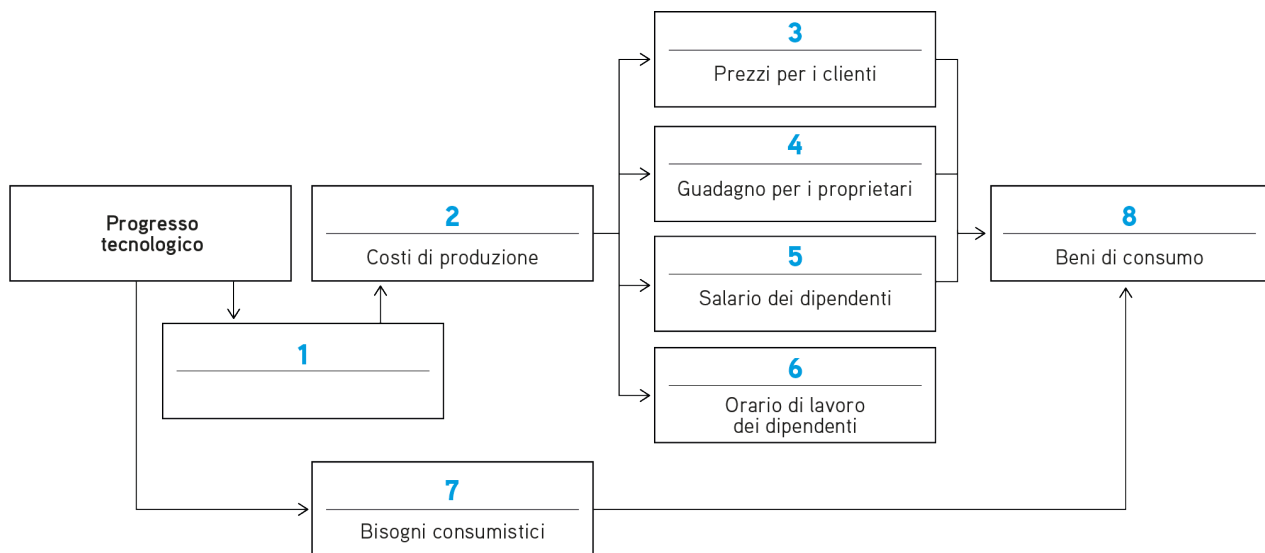 Progresso
tecnologico
1
2
Costi di produzione
3
Prezzi per i clienti
4
Guadagno per i proprietari
5
Salario dei dipendenti
6
Orario di lavoro
dei dipendenti
7
Bisogni consumistici
8
Beni di consumo